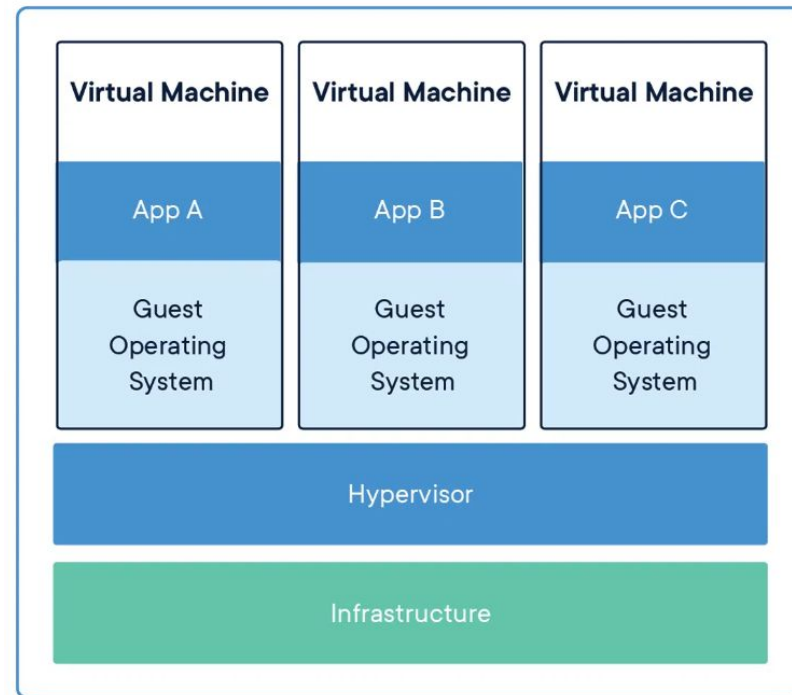 Virtual Machine
Virtual Machine
Virtual Machine
App A
App B
App C
Guest
Operating
System
Guest
Operating
System
Guest
Operating
System
Hypervisor
Infrastructure